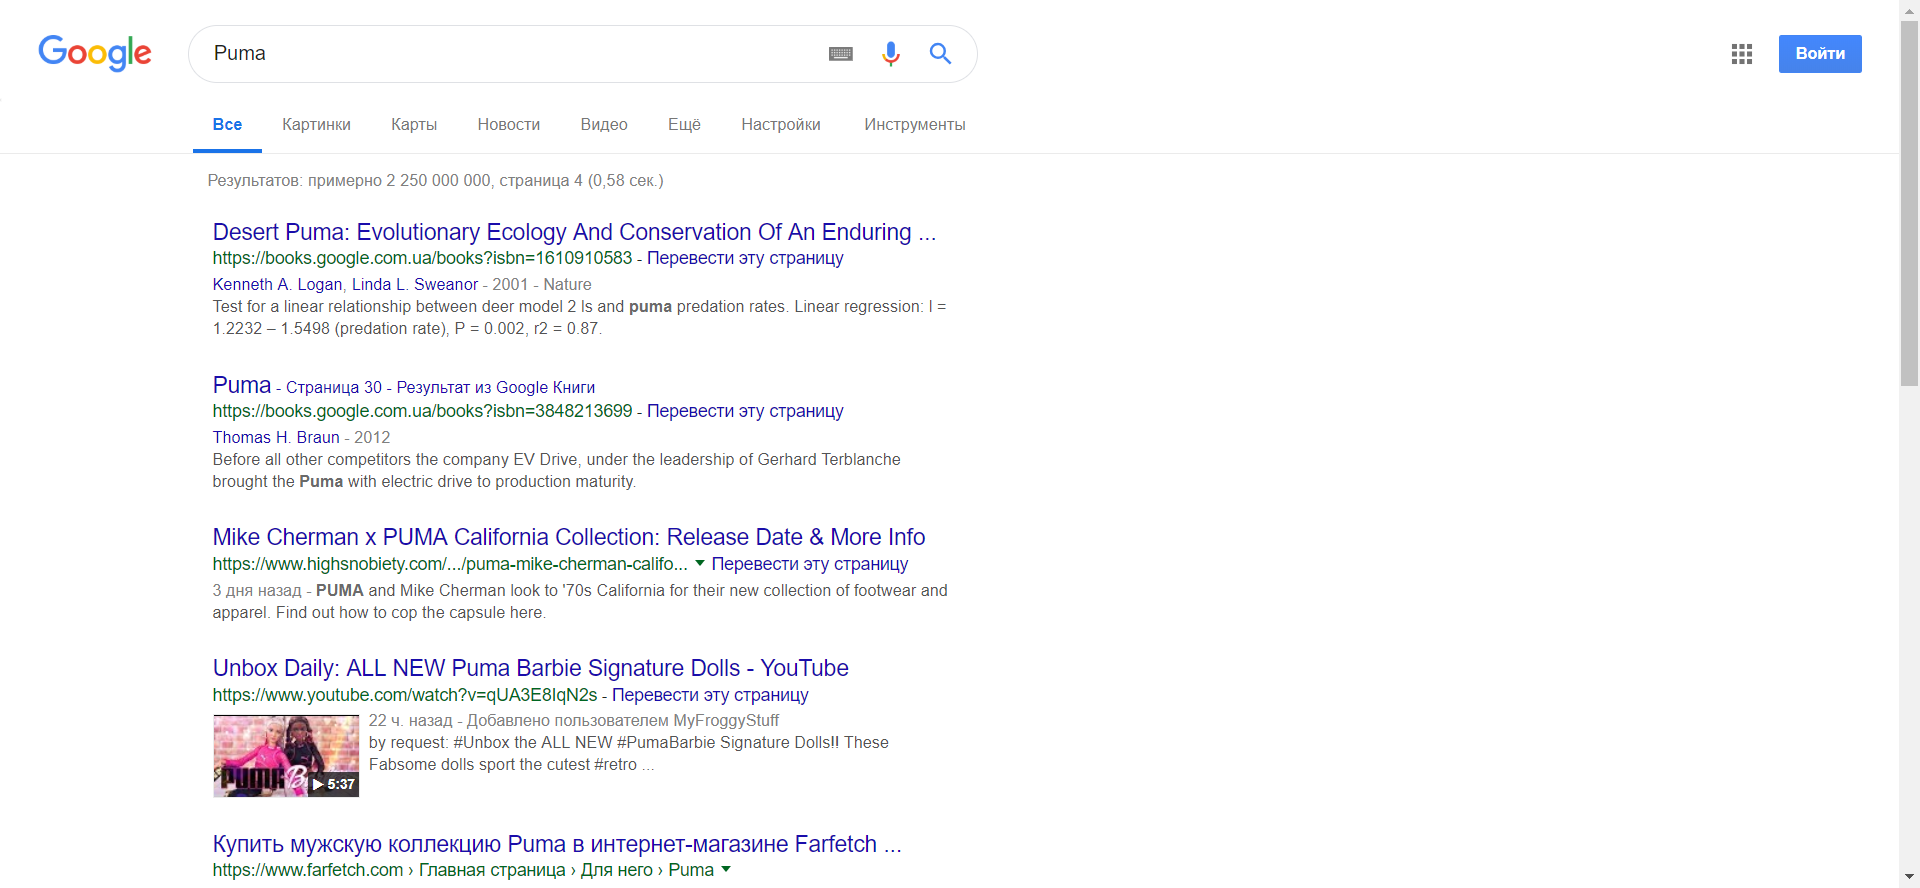 Google
Puma
Войти
Все Картинки Карты Новости Видео Ещё Настройки Инструменты
Результатов: примерно 2 250 000 000, страница 4 (0,58 сек.)
Desert Puma: Evolutionary Ecology And Conservation Of An Enduring ...
https://books.google.com.ua/books?isbn=1610910583 - Перевести эту страницу
Kenneth A. Logan, Linda L. Sweanor - 2001 - Nature
Test for a linear relationship between deer model 2 ls and puma predation rates. Linear regression: l =
1.2232 – 1.5498 (predation rate), P = 0.002, r2 = 0.87.
Puma - Страница 30 - Результат из Google Книги
https://books.google.com.ua/books?isbn=3848213699 - Перевести эту страницу
Thomas H. Braun - 2012
Before all other competitors the company EV Drive, under the leadership of Gerhard Terblanche
brought the Puma with electric drive to production maturity.
Mike Cherman x PUMA California Collection: Release Date & More Info
https://www.highsnobiety.com/.../puma-mike-cherman-califo... Перевести эту страницу
3 дня назад - PUMA and Mike Cherman look to '70s California for their new collection of footwear and
apparel. Find out how to cop the capsule here.
Unbox Daily: ALL NEW Puma Barbie Signature Dolls - YouTube
https://www.youtube.com/watch?v=qUA3E8IqN2s - Перевести эту страницу
22 ч. назад - Добавлено пользователем MyFroggyStuff
by request: #Unbox the ALL NEW #PumaBarbie Signature Dolls!! These
Fabsome dolls sport the cutest #retro ...
PUMA
5:37
Купить мужскую коллекцию Puma в интернет-магазине Farfetch ...
https://www.farfetch.com › Главная страница › Для него › Puma